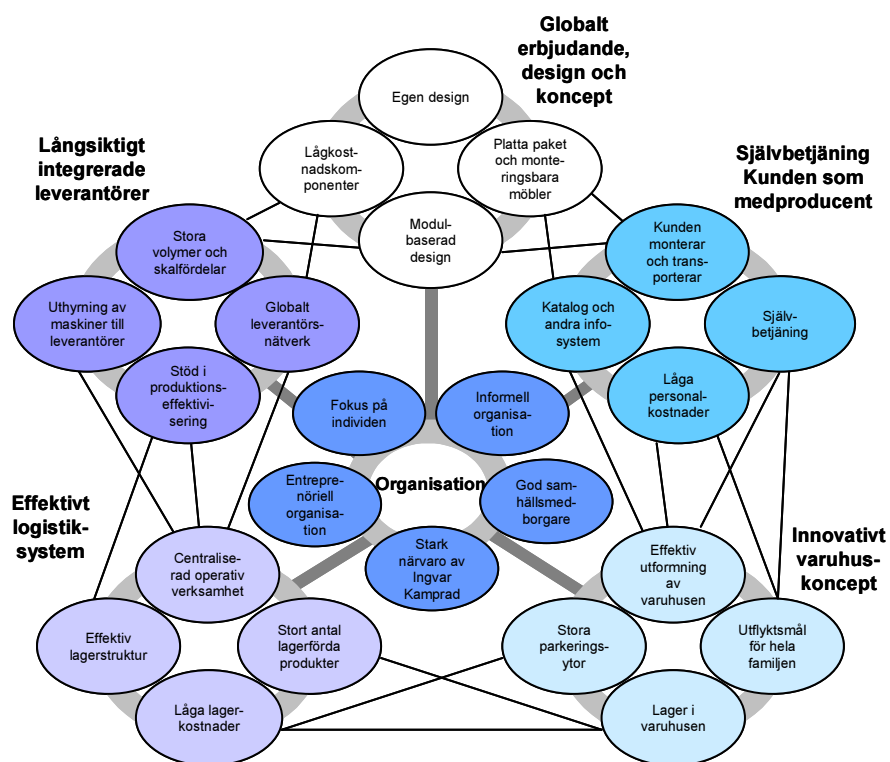 Globalt
erbjudande,
design och
koncept
Egen design
Lågkost-
nadskom-
ponenter
Platta paket
och monte-
ringsbara
möbler
Modul-
baserad
design
Långsiktigt
integrerade
leverantörer
Stora
volymer och
skalfördelar
Uthyrning av
maskiner till
leverantörer
Globalt
leverantörs-
nätverk
Stöd i
produktions-
effektivi-
sering
Självbetjäning
Kunden som
medproducent
Kunden
monterar
och trans-
porterar
Katalog och
andra info-
system
Själv-
betjäning
Låga
personal-
kostnader
Fokus på
individen
Informell
organisa-
tion
Organisation
Entrepre-
nöriell
organisa-
tion
God sam-
hällsmed-
borgare
Stark
närvaro av
Ingvar
Kamprad
Effektivt
logistik-
system
Centralise-
rad operativ
verksamhet
Effektiv
lagerstruktur
Stort antal
lagerförda
produkter
Låga lager-
kostnader
Innovativt
varuhus-
koncept
Effektiv
utformning
av
varuhusen
Stora
parkerings-
ytor
Utflyktsmål
för hela
familjen
Lager i
varuhusen